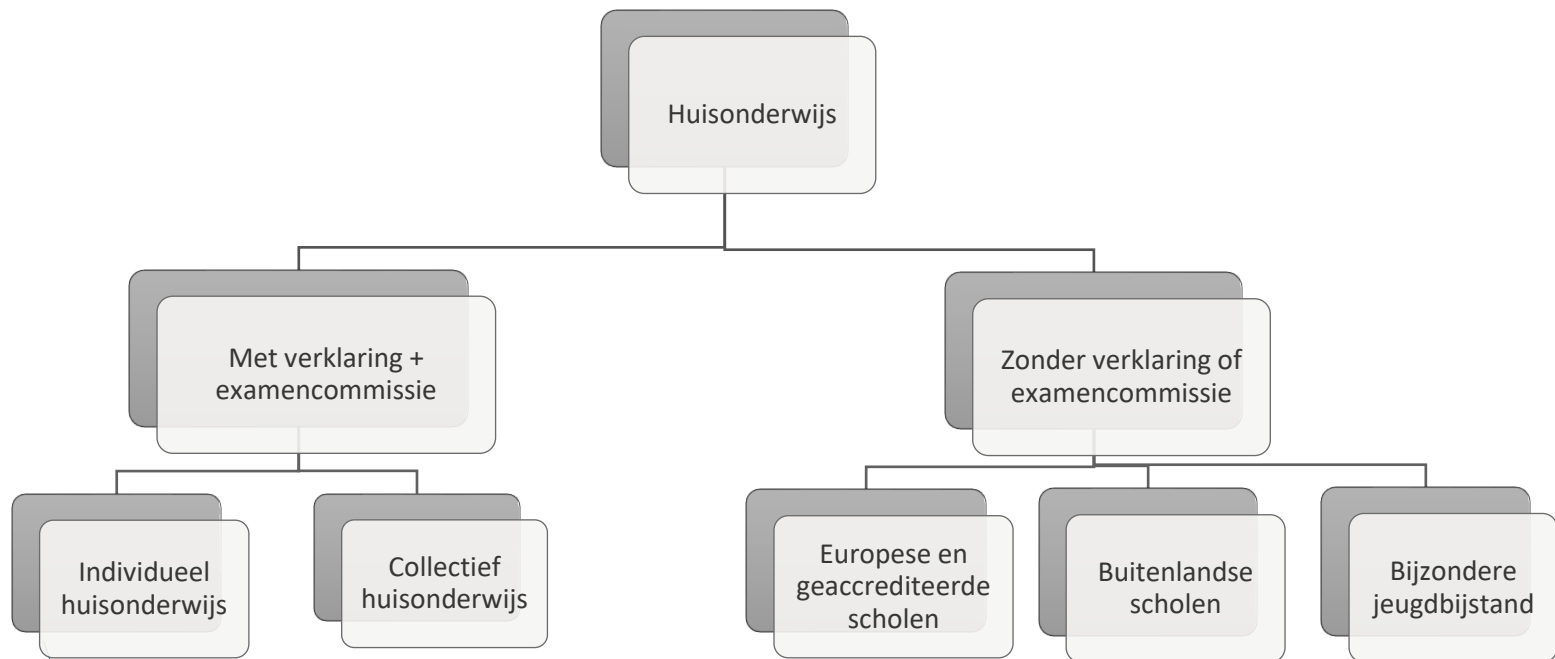 Huisonderwijs
Met verklaring +
examencommissie
Zonder verklaring of
examencommissie
Individueel
huisonderwijs
Collectief
huisonderwijs
Europese en
geaccrediteerde
scholen
Buitenlandse
scholen
Bijzondere
jeugdbijstand